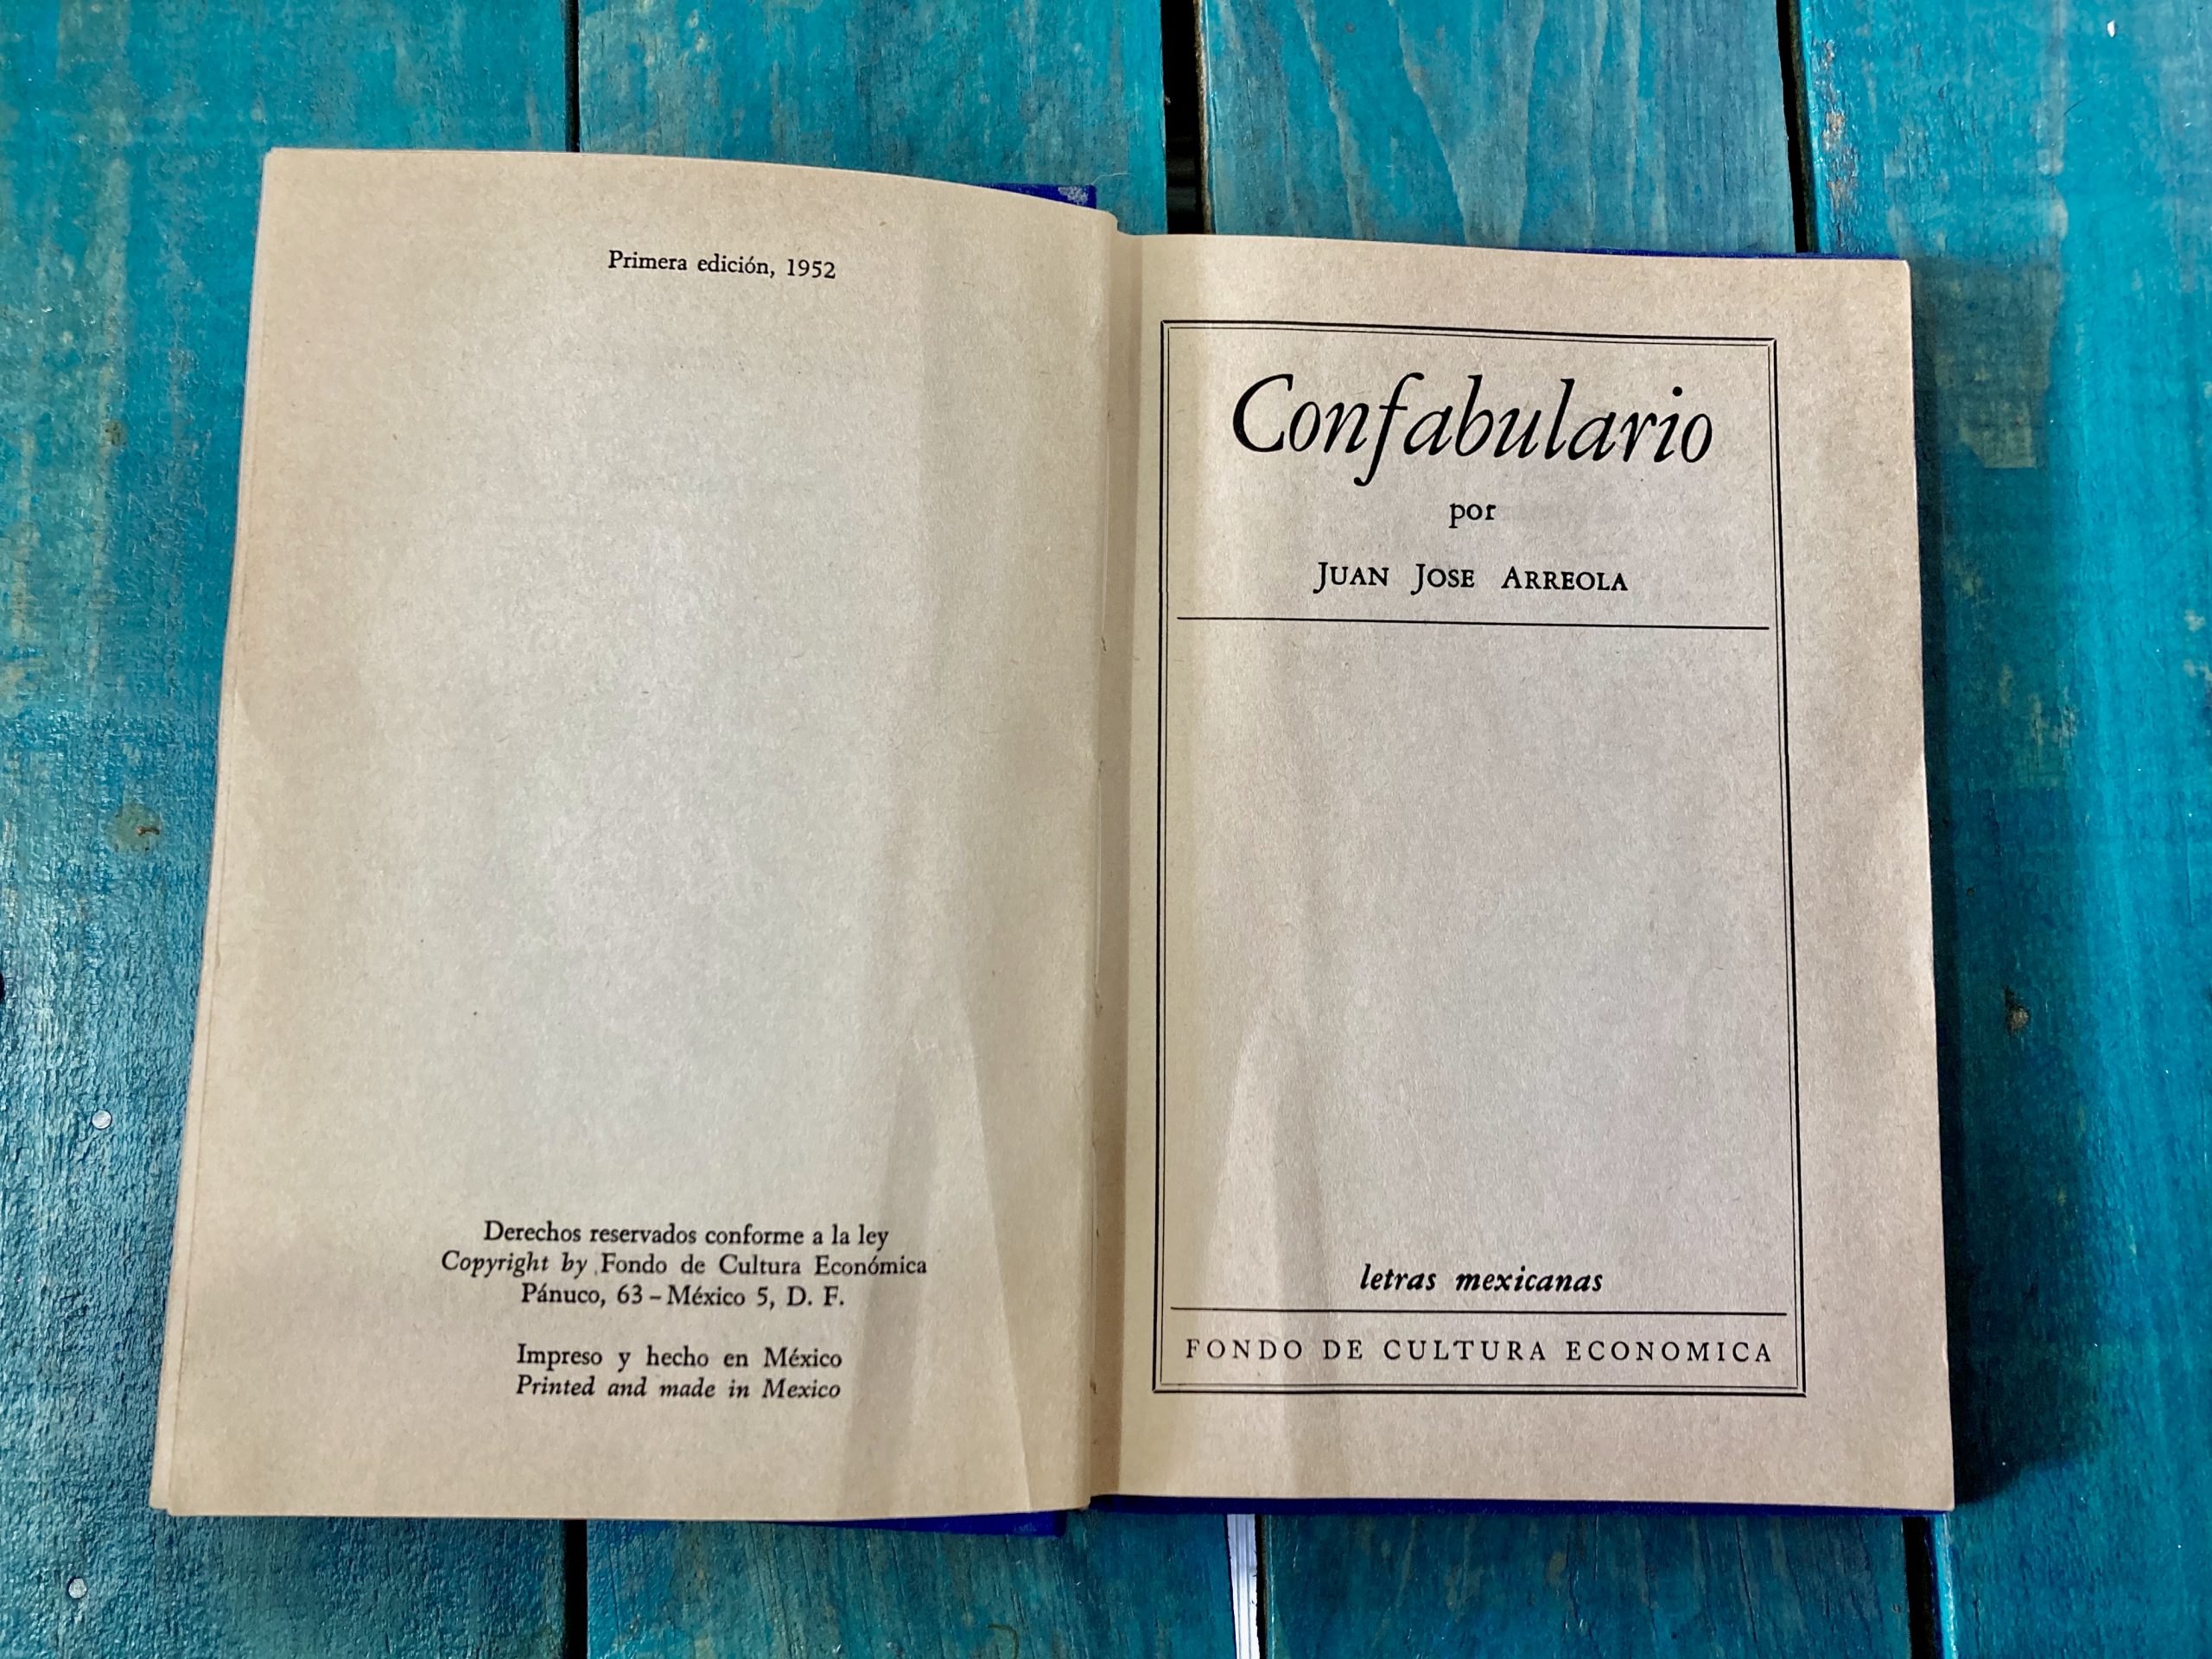 Primera edición, 1952
Derechos reservados conforme a la ley
Copyright by Fondo de Cultura Económica
Pánuco, 63 – México 5, D. F.
Impreso y hecho en México
Printed and made in Mexico
Confabulario
por
JUAN JOSE ARREOLA
letras mexicanas
FONDO DE CULTURA ECONOMICA